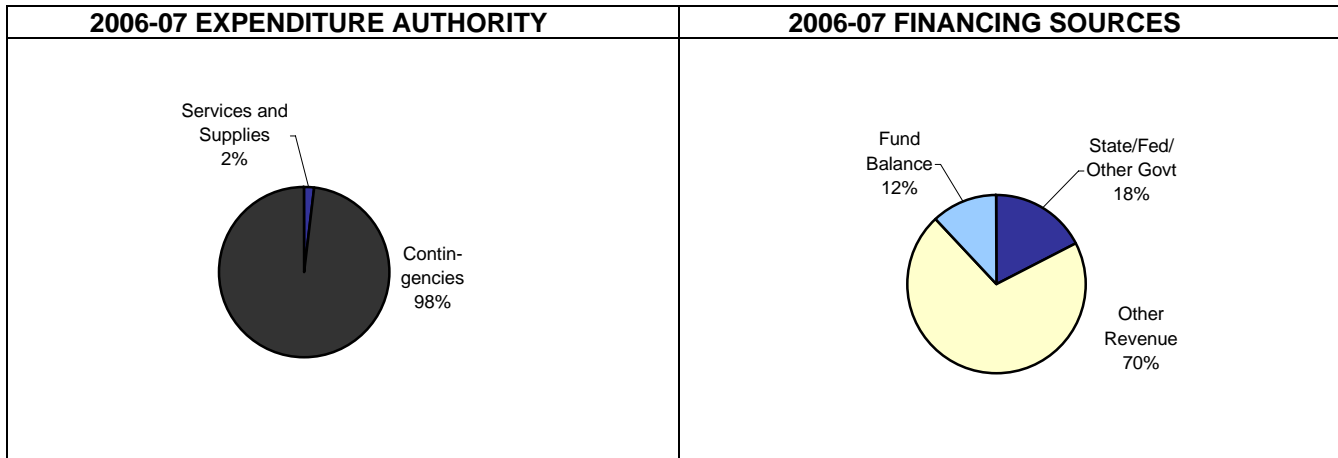 2006-07 EXPENDITURE AUTHORITY
2006-07 FINANCING SOURCES
Services and
Supplies
2%
Contin-
gencies
98%
Fund
Balance
12%
State/Fed/
Other Govt
18%
Other
Revenue
70%